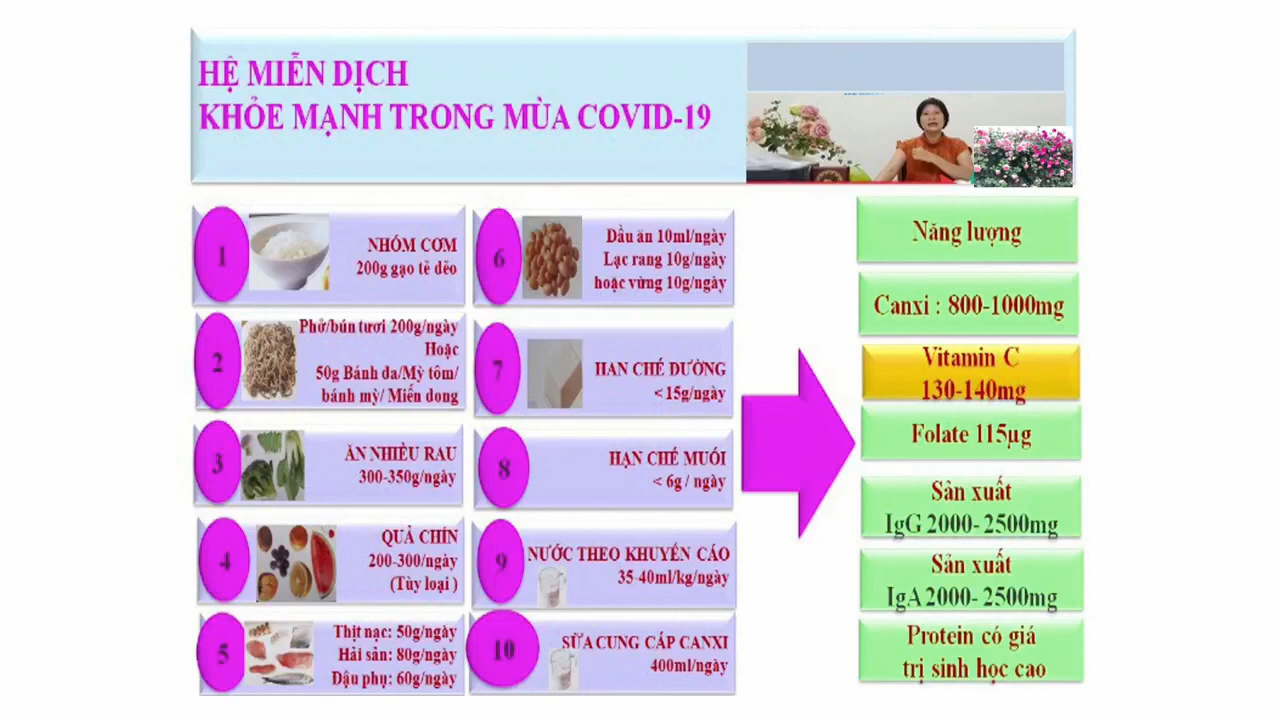 HỆ MIỄN DỊCH
KHỎE MẠNH TRONG MÙA COVID-19
1
NHÓM CƠM
200g gạo tẻ dẻo
2
Phở/bún tươi 200g/ngày
Hoặc
50g Bánh đa/Mỳ tôm/
bánh mỳ/ Miến dong
3
ĂN NHIỀU RAU
300-350g/ngày
4
QUẢ CHÍN
200-300/ngày
(Tùy loại )
5
Thịt nạc: 50g/ngày
Hải sản: 80g/ngày
Đậu phụ: 60g/ngày
6
Dầu ăn 10ml/ngày
Lạc rang 10g/ngày
hoặc vừng 10g/ngày
7
HẠN CHẾ ĐƯỜNG
< 15g/ngày
8
HẠN CHẾ MUỐI
< 6g / ngày
9
NƯỚC THEO KHUYẾN CÁO
35-40ml/kg/ngày
10
SỮA CUNG CẤP CANXI
400ml/ngày
Năng lượng
Canxi : 800-1000mg
Vitamin C
130-140mg
Folate 115µg
Sản xuất
IgG 2000- 2500mg
Sản xuất
IgA 2000- 2500mg
Protein có giá
trị sinh học cao